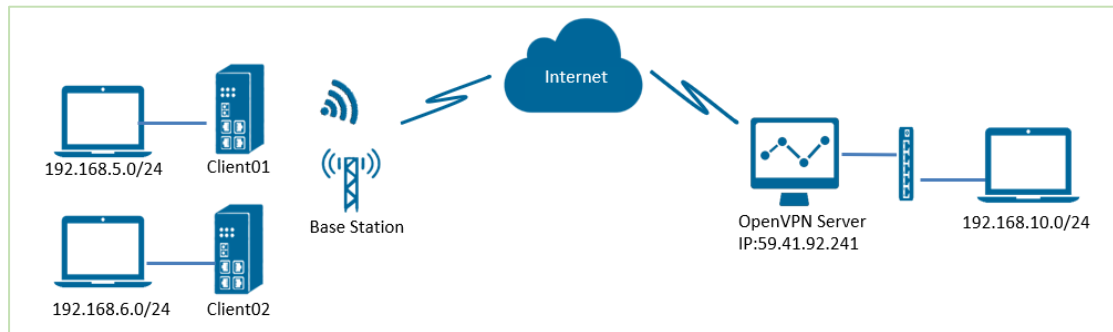 Internet
192.168.5.0/24
Client01
Base Station
OpenVPN Server
IP:59.41.92.241
192.168.10.0/24
192.168.6.0/24
Client02